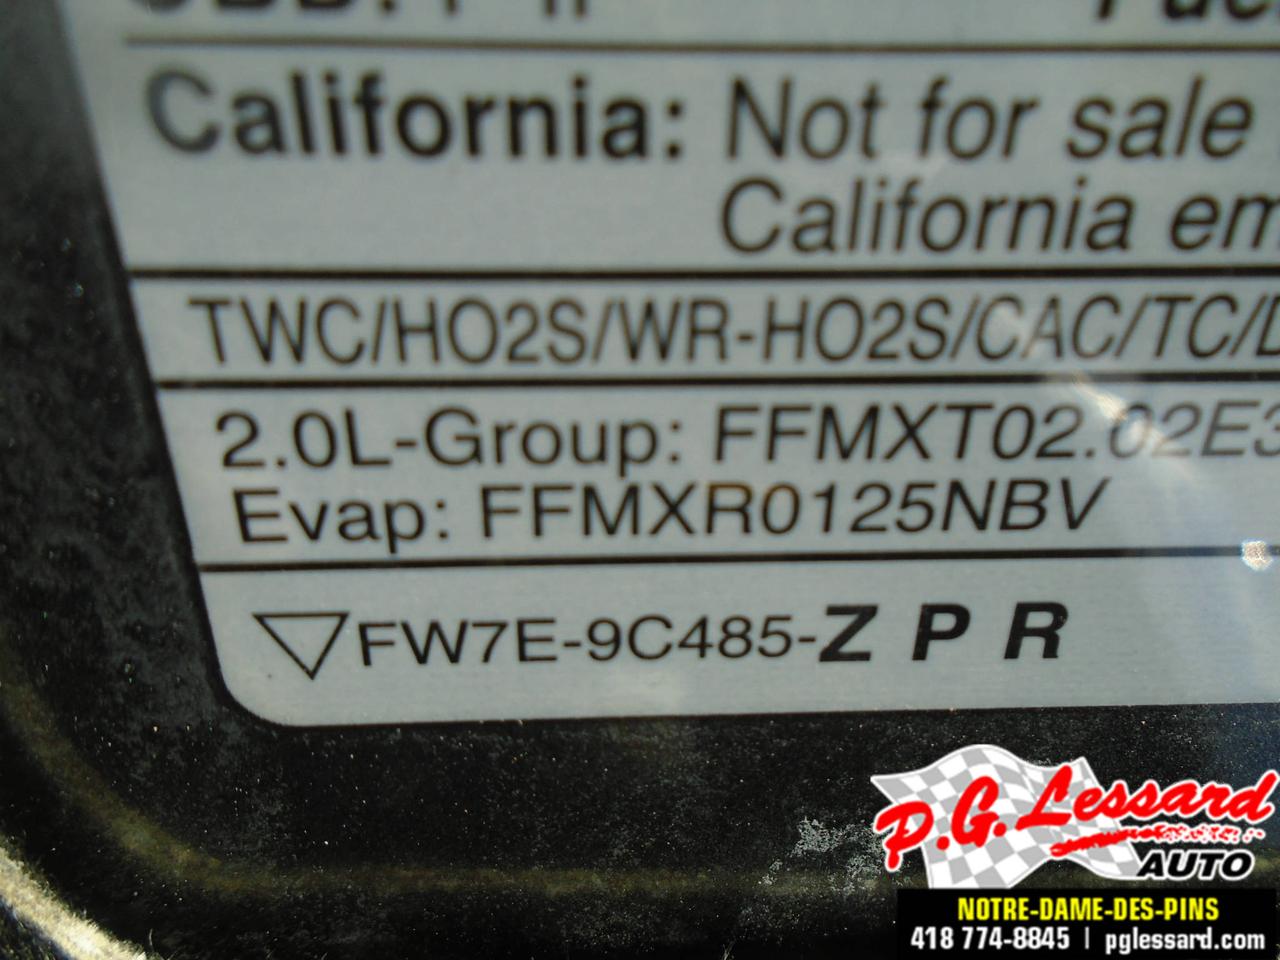 California: Not for sale
California em
TWC/HO2S/WR-HO2S/CAC/TC/
2.0L-Group: FFMXT02.02E3
Evap: FFMXR0125NBV
FW7E-9C485-Z P R
P.G. Lessard
AUTO
NOTRE-DAME-DES-PINS
418 774-8845 | pglessard.com